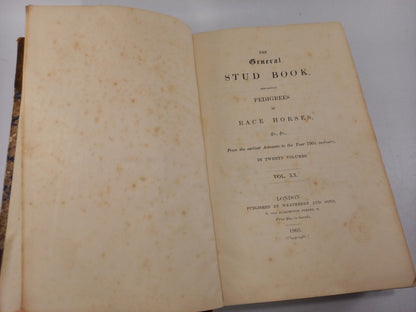 THE
General
STUD BOOK,
CONTAINING
PEDIGREES
OF
RACE HORSES,
&c., &c.,
From the earliest Accounts to the Year 1904 inclusive.
IN TWENTY VOLUMES.
VOL. XX.
LONDON
PUBLISHED BY WEATHERBY AND SONS,
1905
(Copyright.)